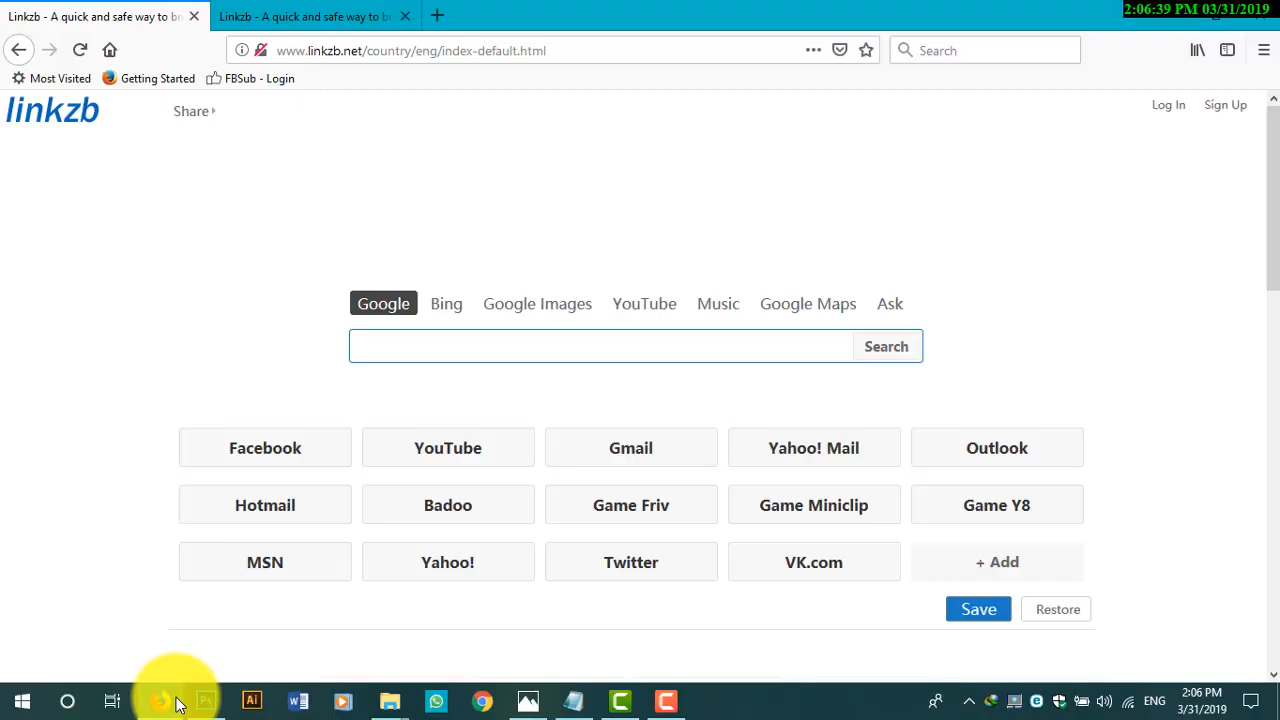 Linkzb - A quick and safe way to br
Linkzb - A quick and safe way to b
2:06:39 PM 03/31/2019
www.linkzb.net/country/eng/index-default.html
Search
Most Visited
Getting Started
FBSub - Login
linkzb
Share
Log In
Sign Up
Google
Bing
Google Images
YouTube
Music
Google Maps
Ask
Search
Facebook
YouTube
Gmail
Yahoo! Mail
Outlook
Hotmail
Badoo
Game Friv
Game Miniclip
Game Y8
MSN
Yahoo!
Twitter
VK.com
+ Add
Save
Restore
Ps
Ai
W
ENG
2:06 PM
3/31/2019